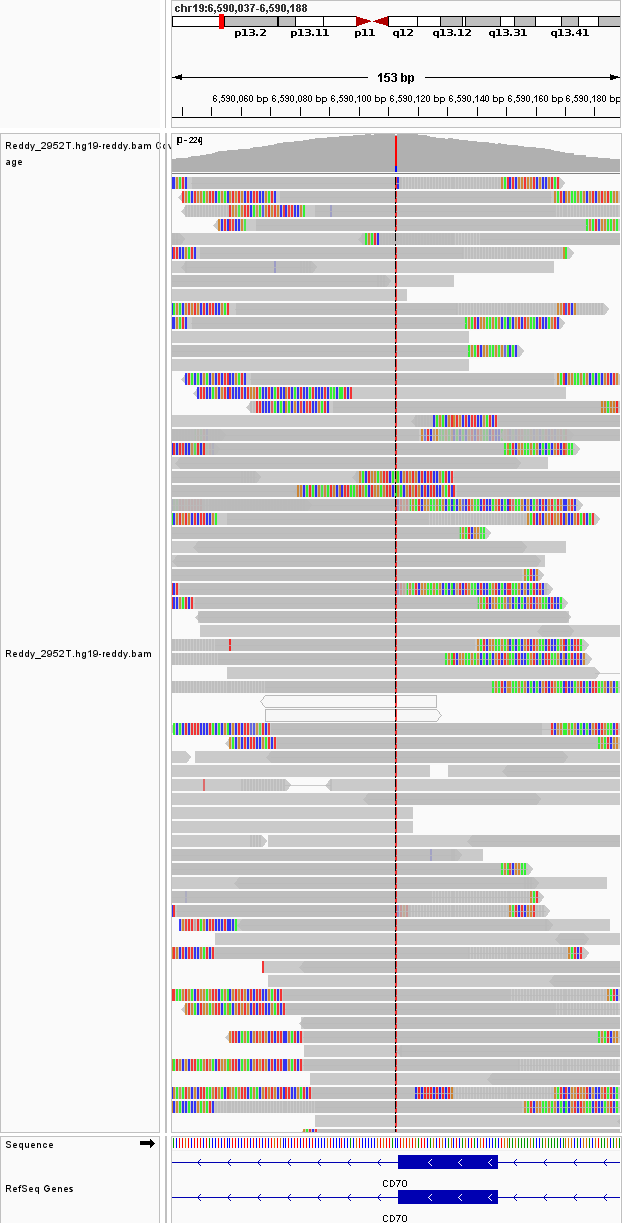 chr19:6,590,037-6,590,188
p13.2 p13.11 p11 q12 q13.12 q13.31 q13.41
153 bp
6,590,060 bp 6,590,080 bp 6,590,100 bp 6,590,120 bp 6,590,140 bp 6,590,160 bp 6,590,180 bp
Reddy_2952T.hg19-reddy.bam Cov
age
[0 - 224]
Reddy_2952T.hg19-reddy.bam
Sequence
CD70
RefSeq Genes
CD70